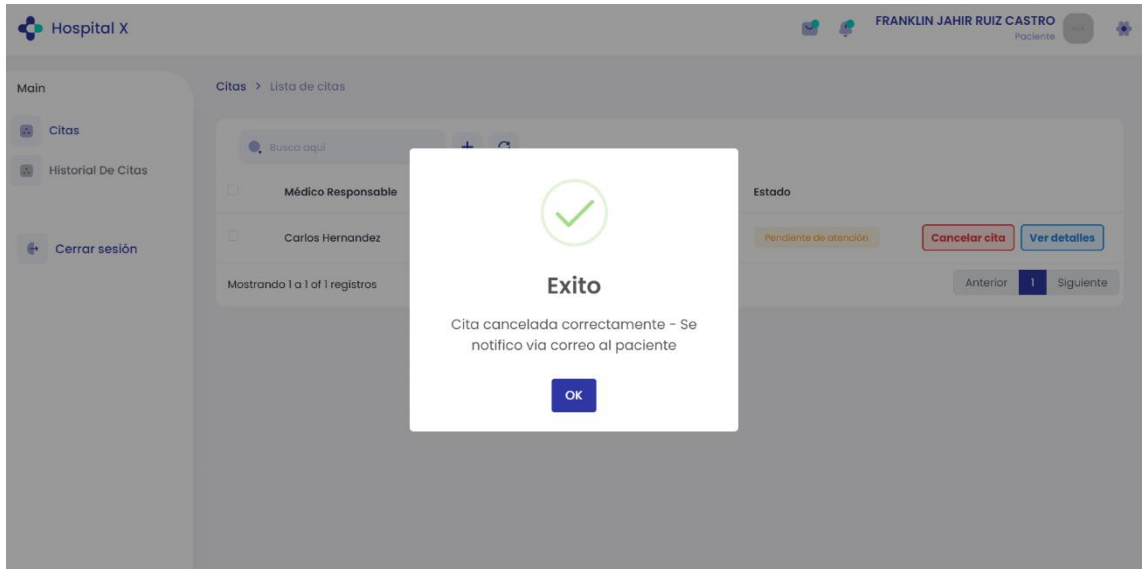 Hospital X
FRANKLIN JAHIR RUIZ CASTRO
Paciente
Main
Citas
Historial De Citas
Cerrar sesión
Citas > Lista de citas
Busca aquí
Médico Responsable
Estado
Carlos Hernandez
Pendiente de atención
Cancelar cita
Ver detalles
Mostrando 1 a 1 of 1 registros
Anterior 1 Siguiente
Exito
Cita cancelada correctamente - Se
notifico via correo al paciente
OK